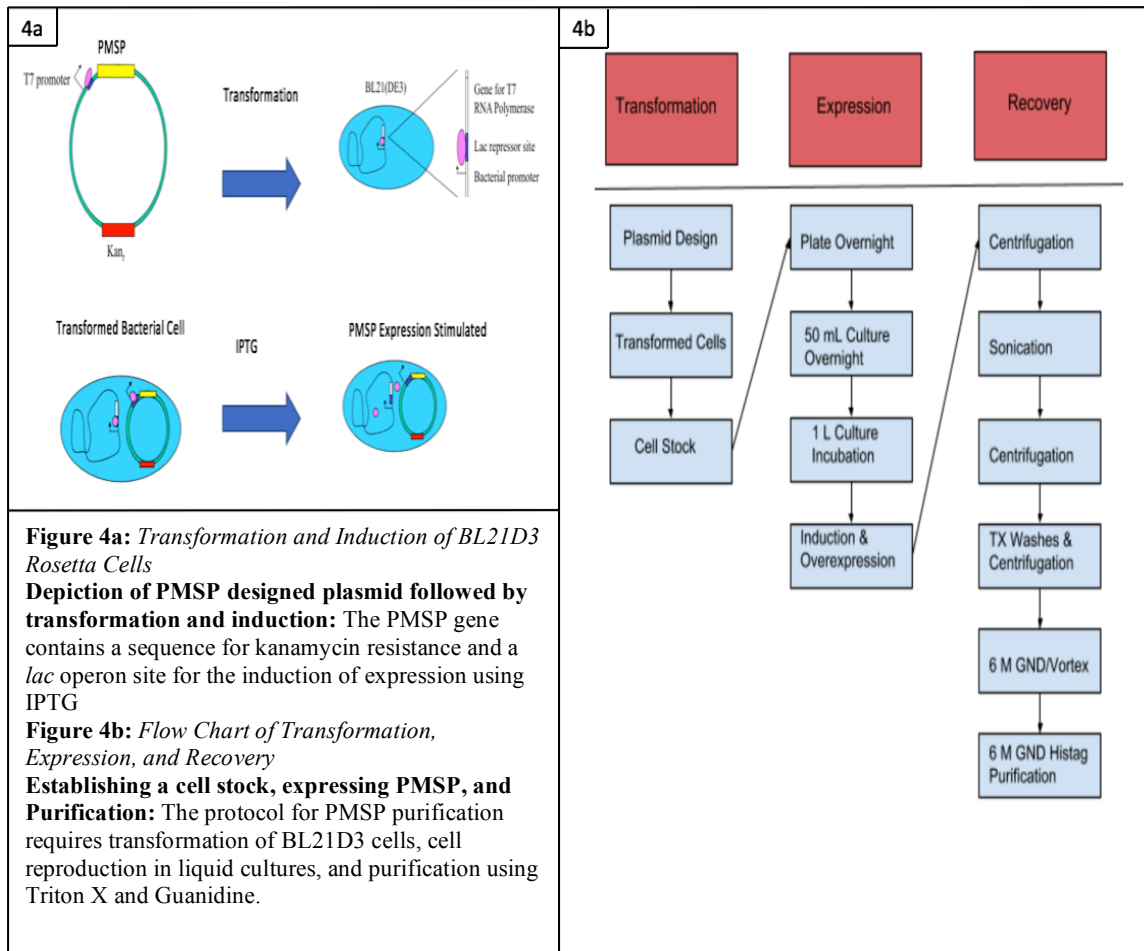 4a
PMSP
T7 promoter
Kanr
Transformation
BL21(DE3)
Gene for T7
RNA Polymerase
Lac repressor site
Bacterial promoter
Transformed Bacterial Cell
IPTG
PMSP Expression Stimulated
Figure 4a: Transformation and Induction of BL21D3
Rosetta Cells
Depiction of PMSP designed plasmid followed by
transformation and induction: The PMSP gene
contains a sequence for kanamycin resistance and a
lac operon site for the induction of expression using
IPTG
Figure 4b: Flow Chart of Transformation,
Expression, and Recovery
Establishing a cell stock, expressing PMSP, and
Purification: The protocol for PMSP purification
requires transformation of BL21D3 cells, cell
reproduction in liquid cultures, and purification using
Triton X and Guanidine.
4b
Transformation
Expression
Recovery
Plasmid Design
Transformed Cells
Cell Stock
Plate Overnight
50 mL Culture
Overnight
1 L Culture
Incubation
Induction &
Overexpression
Centrifugation
Sonication
Centrifugation
TX Washes &
Centrifugation
6 M GND/Vortex
6 M GND Histag
Purification